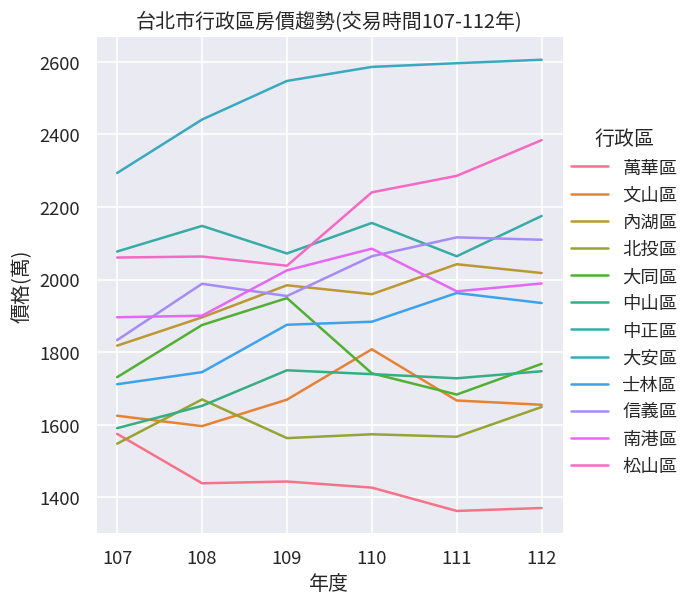 台北市行政區房價趨勢(交易時間107-112年)
2600
2400
2200
2000
1800
1600
1400
價格(萬)
107 108 109 110 111 112
年度
行政區
萬華區
文山區
內湖區
北投區
大同區
中山區
中正區
大安區
士林區
信義區
南港區
松山區